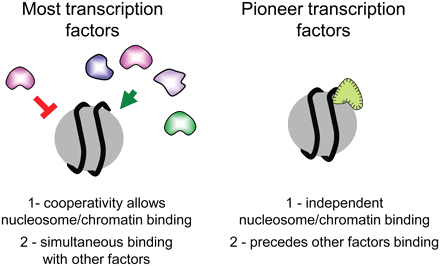 Most transcription
factors
Pioneer transcription
factors
1- cooperativity allows
nucleosome/chromatin binding
2 - simultaneous binding
with other factors
1 - independent
nucleosome/chromatin binding
2 - precedes other factors binding